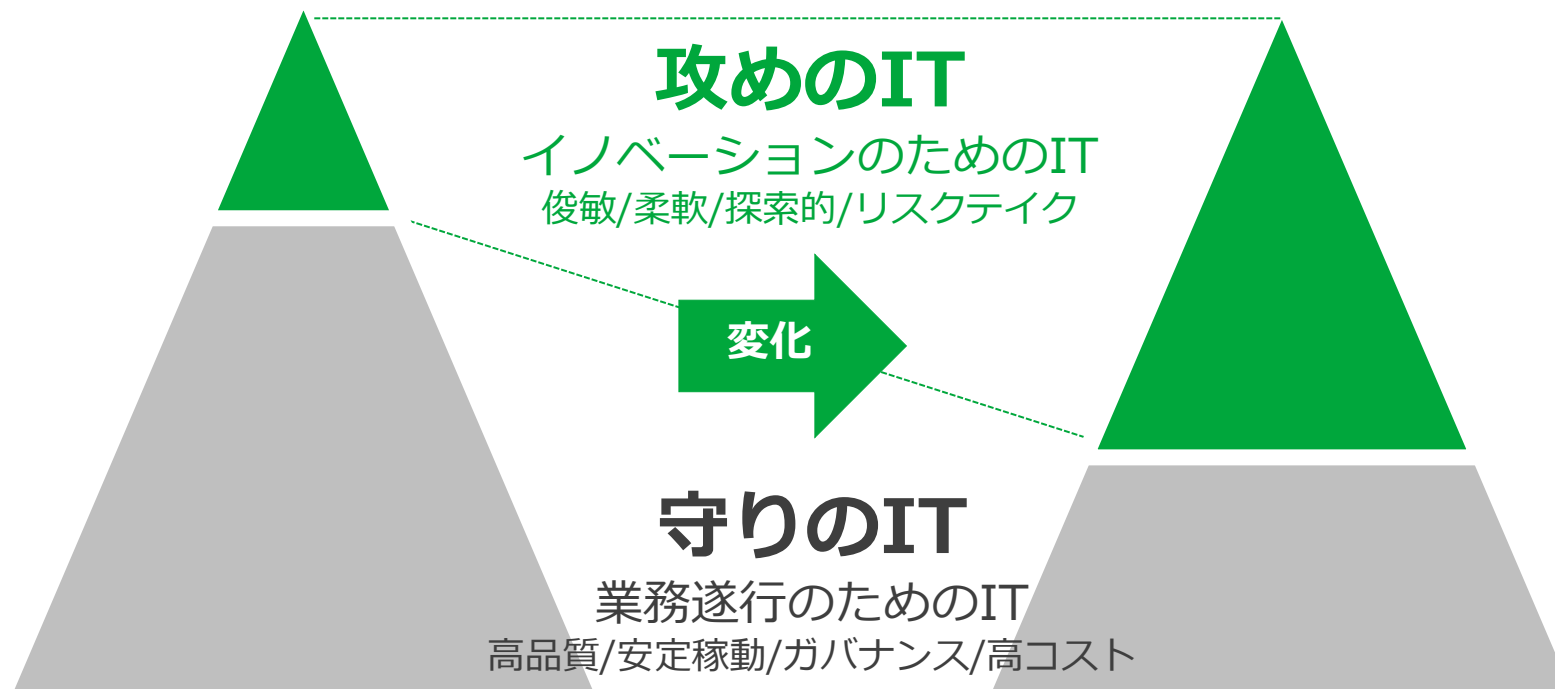 攻めのIT
イノベーションのためのIT
俊敏/柔軟/探索的/リスクテイク
変化
守りのIT
業務遂行のためのIT
高品質/安定稼動/ガバナンス/高コスト